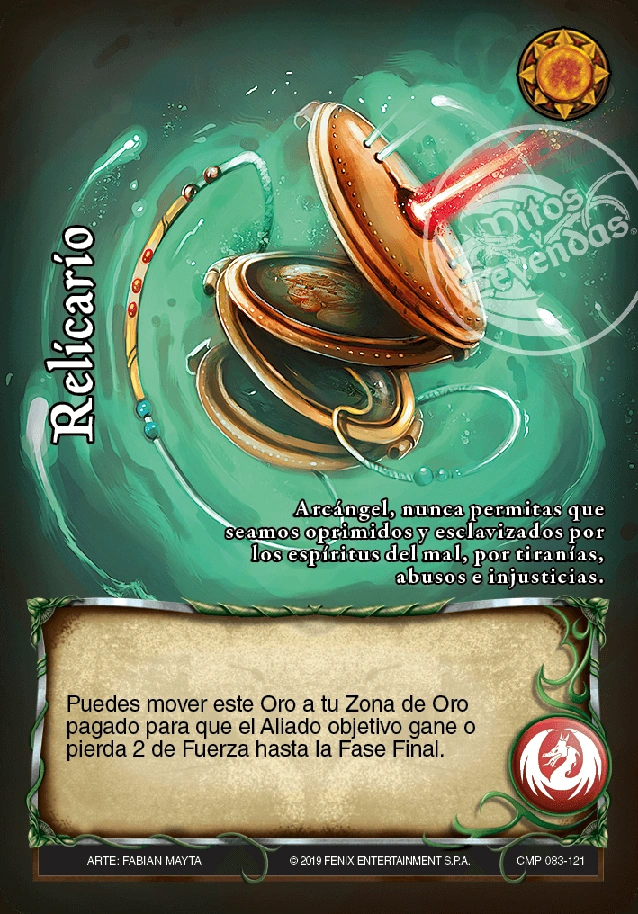 Mitos
y
Leyendas
Relicario
Arcángel, nunca permitas que
seamos oprimidos y esclavizados por
los espíritus del mal, por tiranías,
abusos e injusticias.
Puedes mover este Oro a tu Zona de Oro
pagado para que el Aliado objetivo gane o
pierda 2 de Fuerza hasta la Fase Final.
ARTE: FABIAN MAYTA
© 2019 FENIX ENTERTAINMENT S.P.A.
CMP 083-121